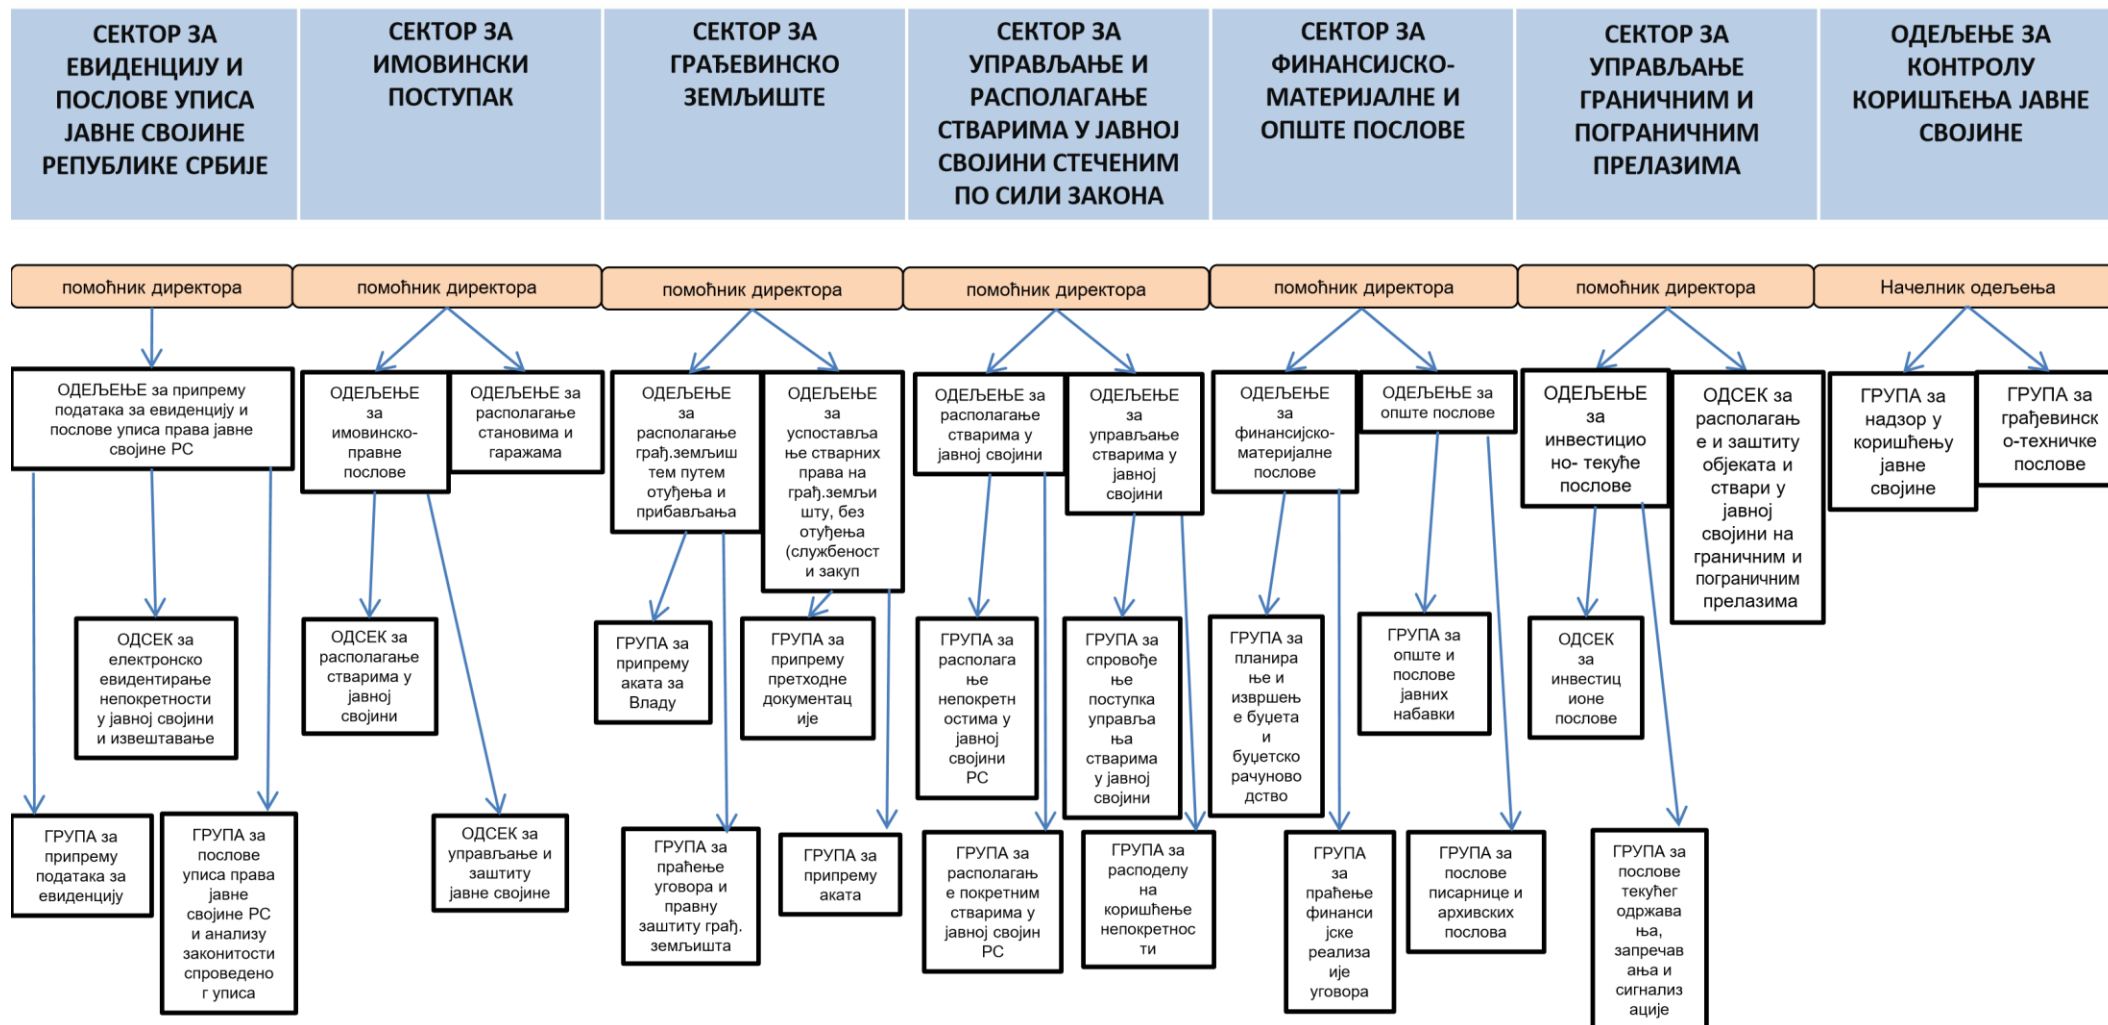 СЕКТОР ЗА
ЕВИДЕНЦИЈУ И
ПОСЛОВЕ УПИСА
ЈАВНЕ СВОЈИНЕ
РЕПУБЛИКЕ СРБИЈЕ
СЕКТОР ЗА
ИМОВИНСКИ
ПОСТУПАК
СЕКТОР ЗА
ГРАЂЕВИНСКО
ЗЕМЉИШТЕ
СЕКТОР ЗА
УПРАВЉАЊЕ И
РАСПОЛАГАЊЕ
СТВАРИМА У ЈАВНОЈ
СВОЈИНИ СТЕЧЕНИМ
ПО СИЛИ ЗАКОНА
СЕКТОР ЗА
ФИНАНСИЈСКО-
МАТЕРИЈАЛНЕ И
ОПШТЕ ПОСЛОВЕ
СЕКТОР ЗА
УПРАВЉАЊЕ
ГРАНИЧНИМ И
ПОГРАНИЧНИМ
ПРЕЛАЗИМА
ОДЕЉЕЊЕ ЗА
КОНТРОЛУ
КОРИШЋЕЊА ЈАВНЕ
СВОЈИНЕ
помоћник директора
помоћник директора
помоћник директора
помоћник директора
помоћник директора
помоћник директора
Начелник одељења
ОДЕЉЕЊЕ за припрему
података за евиденцију и
послове уписа права јавне
својине РС
ОДЕЉЕЊЕ
за
имовинско-
правне
послове
ОДЕЉЕЊЕ за
располагање
становима и
гаражама
ОДЕЉЕЊЕ
за
располагање
грађ.земљиш
тем путем
отуђења и
прибављања
ОДЕЉЕЊЕ
за
успоставља
ње стварних
права на
грађ.земљи
шту, без
отуђења
(службеност
и закуп
ОДЕЉЕЊЕ за
располагање
стварима у
јавној својини
ОДЕЉЕЊЕ
за
управљање
стварима у
јавној
својини
ОДЕЉЕЊЕ
за
финансијско-
материјалне
послове
ОДЕЉЕЊЕ за
опште послове
ОДЕЉЕЊЕ
за
инвестицио
но- текуће
послове
ОДСЕК за
располагањ
е и заштиту
објеката и
ствари у
јавној
својини на
граничним и
пограничним
прелазима
ГРУПА за
надзор у
коришћењу
јавне
својине
ГРУПА за
грађевинск
о-техничке
послове
ОДСЕК за
електронско
евидентирање
непокретности
у јавној својини
и извештавање
ОДСЕК за
располагање
стварима у
јавној
својини
ГРУПА за
припрему
аката за
Владу
ГРУПА за
припрему
претходне
документац
ије
ГРУПА за
располага
ње
непокретн
остима у
јавној
својини
РС
ГРУПА за
спровође
ње
поступка
управља
ња
стварима
у јавној
својини
ГРУПА за
планира
ње и
извршењ
е буџета
и
буџетско
рачуново
дство
ГРУПА за
опште и
послове
јавних
набавки
ОДСЕК
за
инвестиц
ионе
послове
ГРУПА за
припрему
података за
евиденцију
ГРУПА за
послове
уписа права
јавне
својине РС
и анализу
законитости
спроведено
г уписа
ОДСЕК за
управљање и
заштиту
јавне својине
ГРУПА за
праћење
уговора и
правну
заштиту грађ.
земљишта
ГРУПА за
припрему
аката
ГРУПА за
располагањ
е покретним
стварима у
јавној својин
РС
ГРУПА за
расподелу
на
коришћење
непокретнос
ти
ГРУПА
за
праћење
финанси
јске
реализа
ије
уговора
ГРУПА за
послове
писарнице и
архивских
послова
ГРУПА за
послове
текућег
одржава
ња,
запречав
ања и
сигнализ
ације